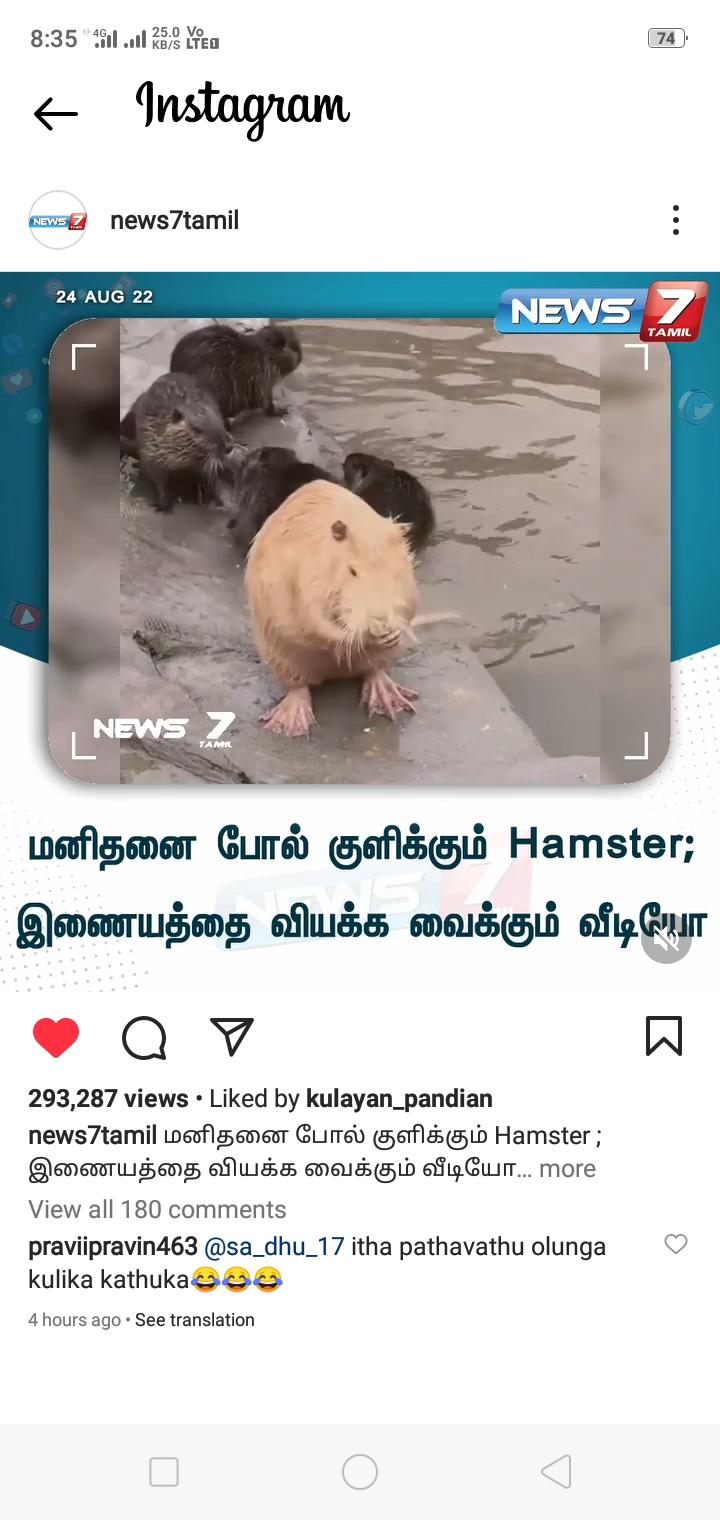 8:35 4G 25.0 KB/S Vo LTE 74
Instagram
NEWS 7 TAMIL news7tamil
24 AUG 22
NEWS 7 TAMIL
NEWS 7 TAMIL
மனிதனை போல் குளிக்கும் Hamster;
இணையத்தை வியக்க வைக்கும் வீடியோ
293,287 views • Liked by kulayan_pandian
news7tamil மனிதனை போல் குளிக்கும் Hamster ;
இணையத்தை வியக்க வைக்கும் வீடியோ... more
View all 180 comments
praviipravin463 @sa_dhu_17 itha pathavathu olunga
kulika kathuka😂😂😂
4 hours ago • See translation